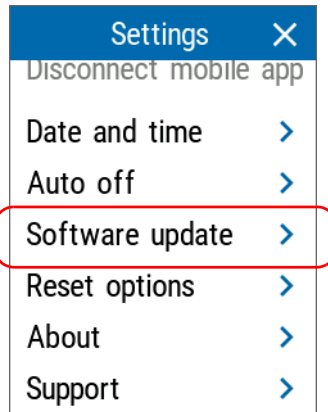 Settings
Disconnect mobile app
Date and time
Auto off
Software update
Reset options
About
Support